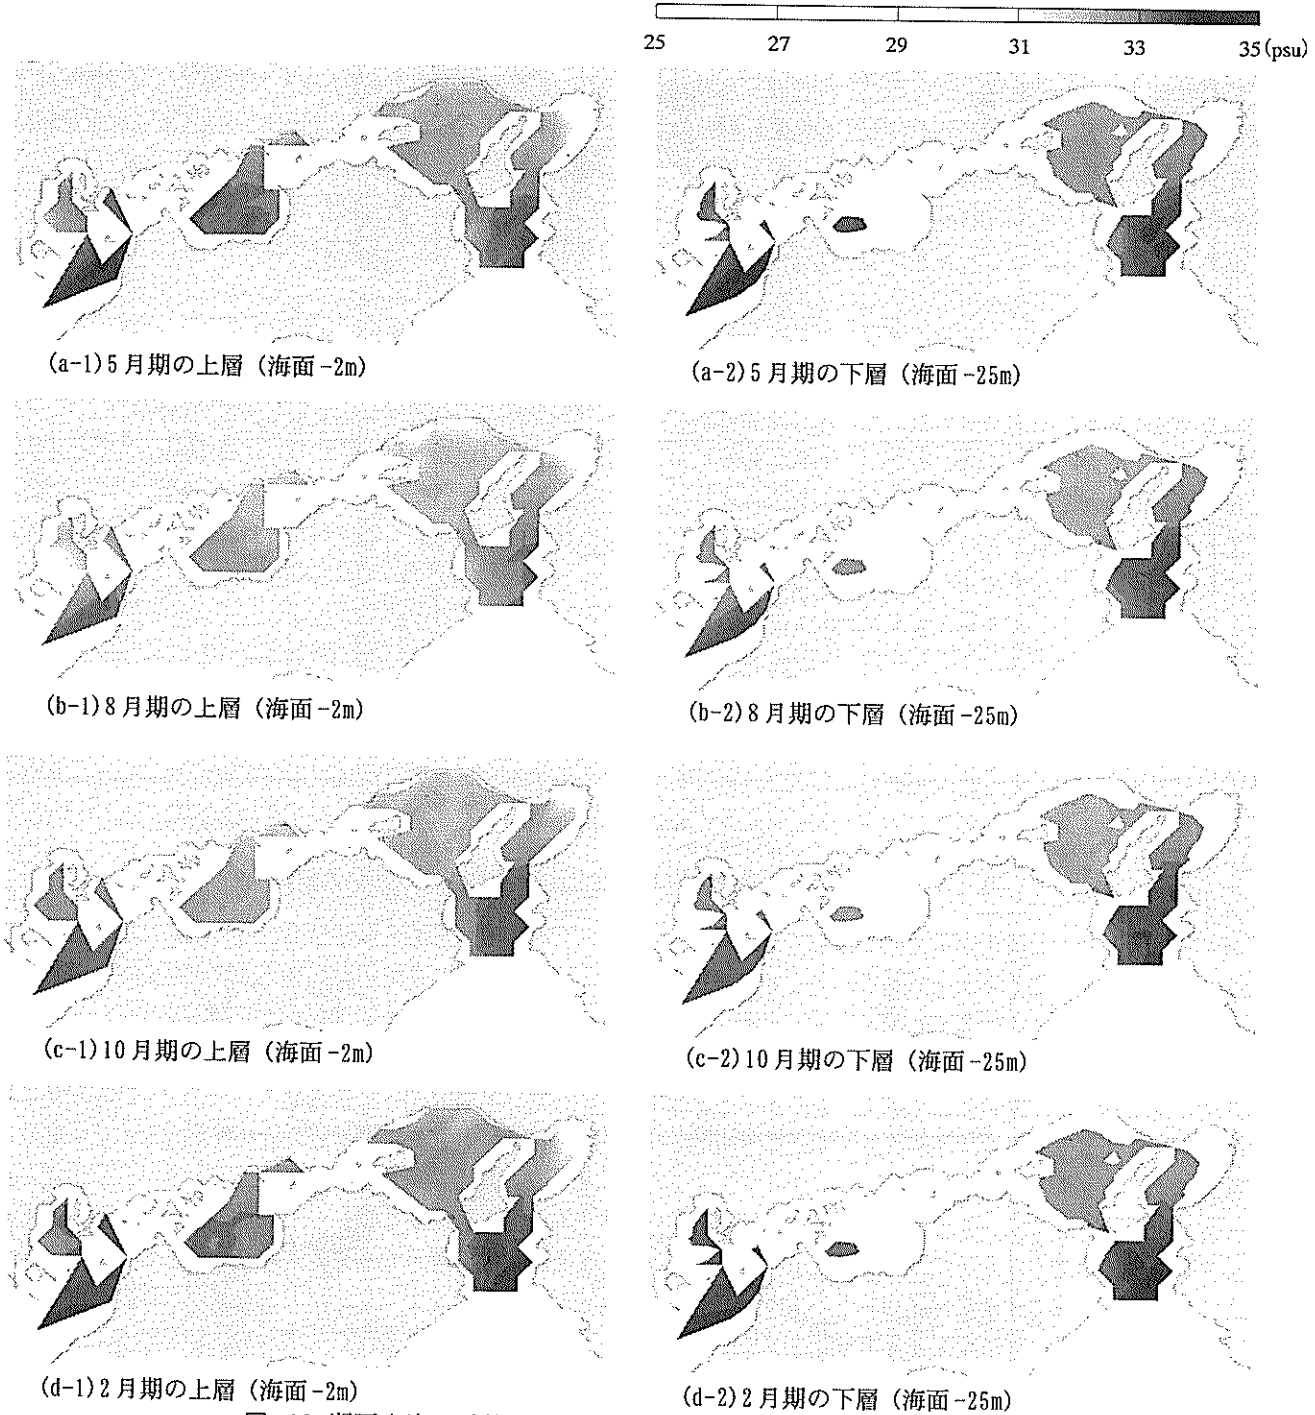 25 27 29 31 33 35(psu)
(a-1)5月期の上層（海面-2m）
(a-2)5月期の下層（海面-25m）
(b-1)8月期の上層（海面-2m）
(b-2)8月期の下層（海面-25m）
(c-1)10月期の上層（海面-2m）
(c-2)10月期の下層（海面-25m）
(d-1)2月期の上層（海面-2m）
(d-2)2月期の下層（海面-25m）